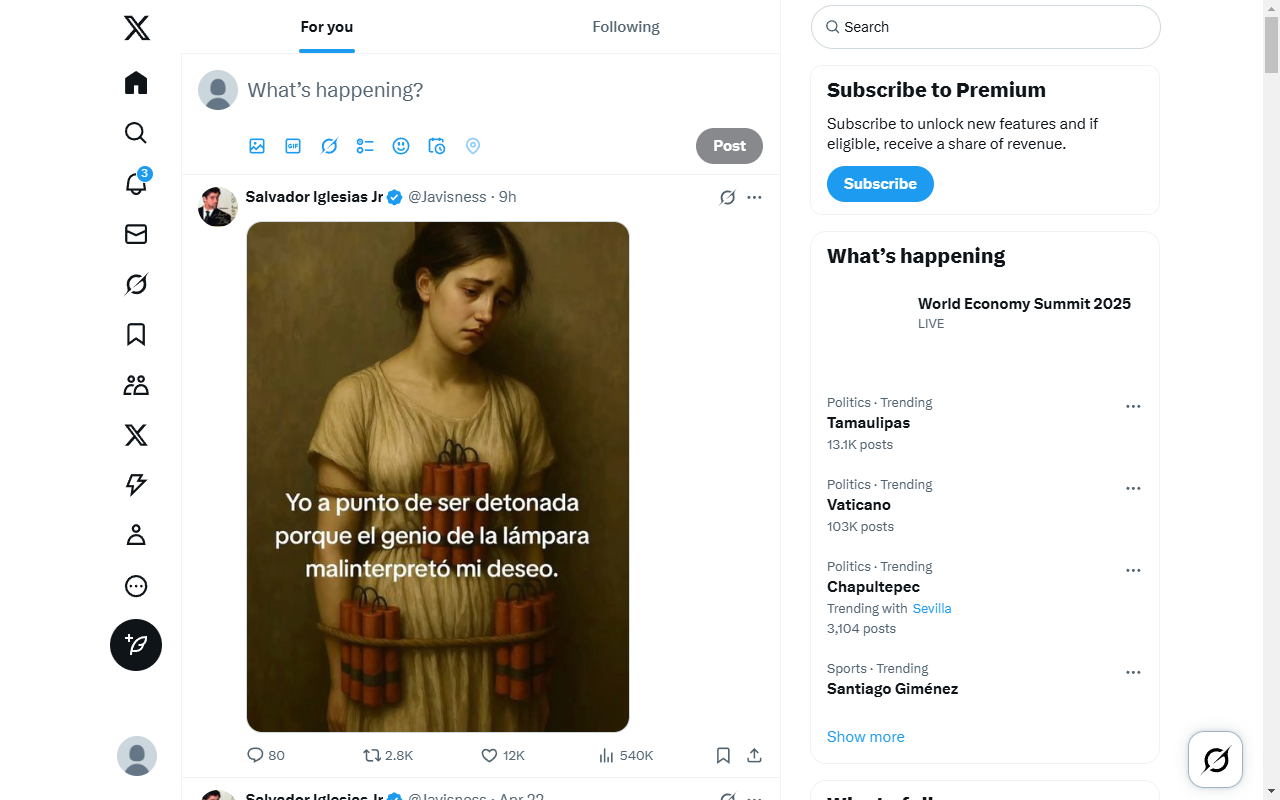 For you
Following
Search
What's happening?
GIF
Post
3
Subscribe to Premium
Subscribe to unlock new features and if
eligible, receive a share of revenue.
Subscribe
Salvador Iglesias Jr @Javisness · 9h
Yo a punto de ser detonada
porque el genio de la lámpara
malinterpretó mi deseo.
80
2.8K
12K
540K
Salvador Iglesias Jr @Javisness · Apr 22
What's happening
World Economy Summit 2025
LIVE
Politics · Trending
Tamaulipas
13.1K posts
Politics · Trending
Vaticano
103K posts
Politics · Trending
Chapultepec
Trending with Sevilla
3,104 posts
Sports · Trending
Santiago Giménez
Show more